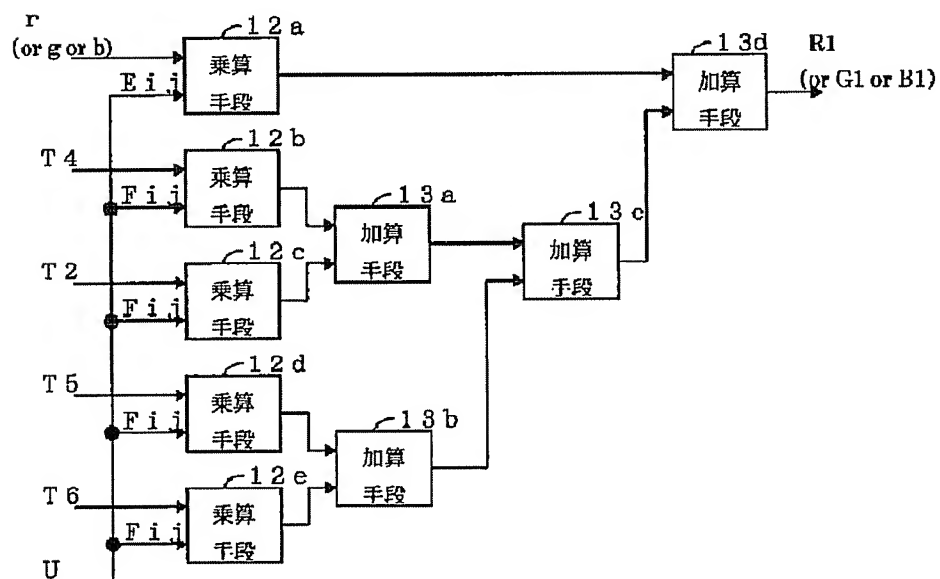 r
(or g or b)
12a
乗算
手段
13d
加算
手段
R1
(or G1 or B1)
Eij
T4
12b
乗算
手段
Fij
13a
加算
手段
13c
加算
手段
T2
12c
乗算
手段
Fij
T5
12d
乗算
手段
Fij
13b
加算
手段
T6
12e
乗算
手段
Fij
U